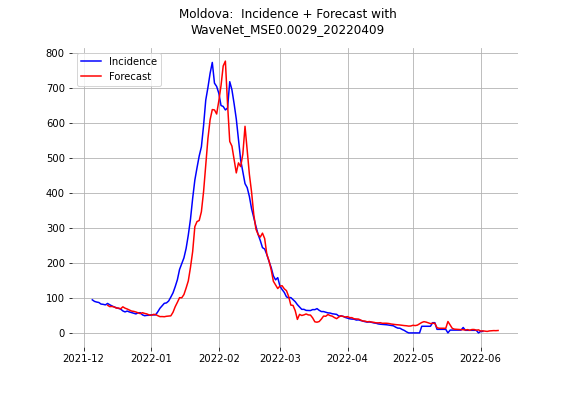 Moldova:  Incidence + Forecast with
WaveNet_MSE0.0029_20220409
Incidence
Forecast
800
700
600
500
400
300
200
100
0
2021-12 2022-01 2022-02 2022-03 2022-04 2022-05 2022-06